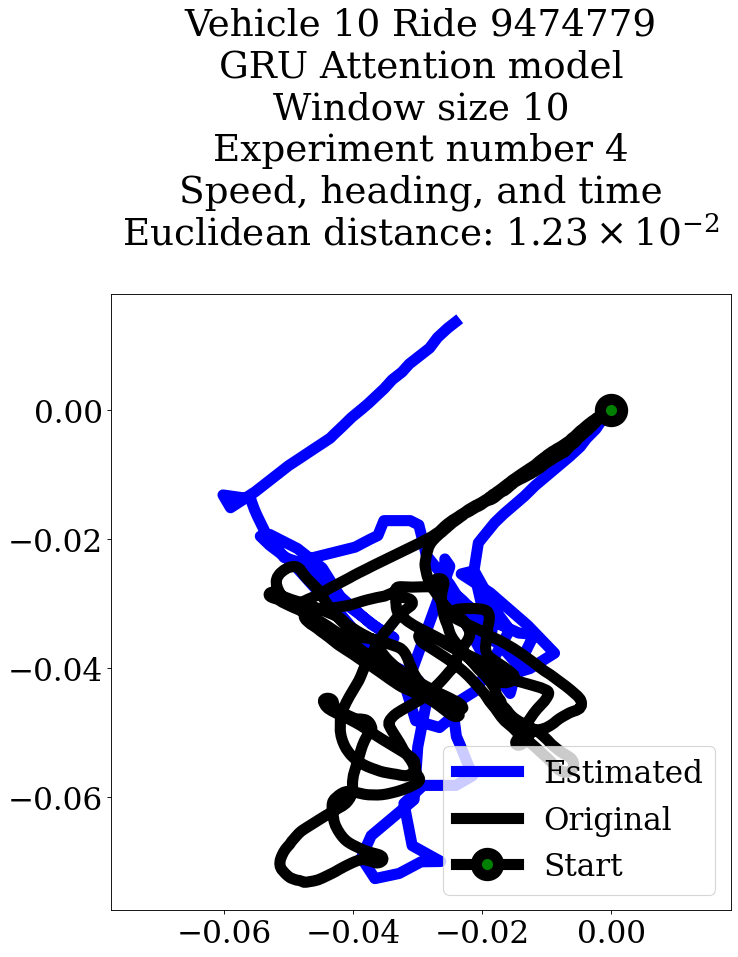 Vehicle 10 Ride 9474779
GRU Attention model
Window size 10
Experiment number 4
Speed, heading, and time
Euclidean distance: 1.23 × 10⁻²
0.00
−0.02
−0.04
−0.06
Estimated
Original
Start
−0.06 −0.04 −0.02 0.00